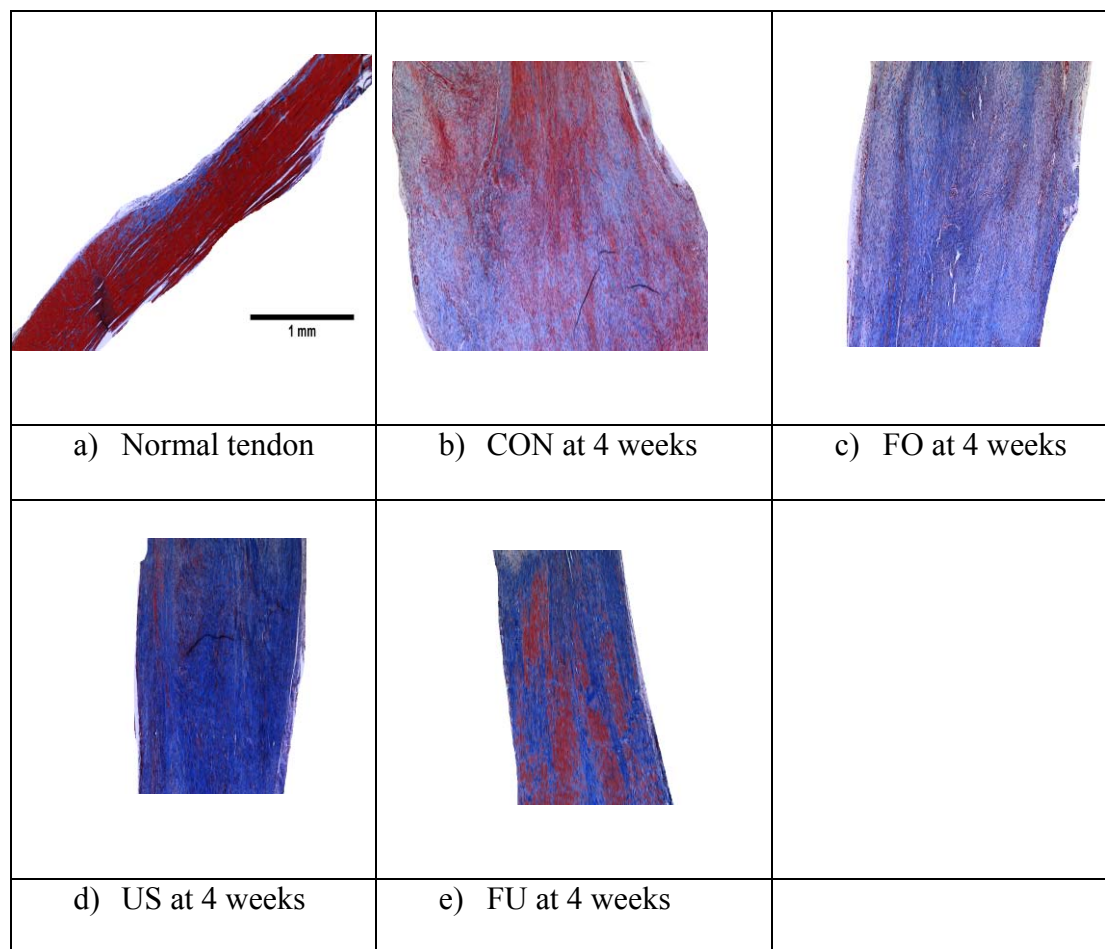 1 mm
a) Normal tendon
b) CON at 4 weeks
c) FO at 4 weeks
d) US at 4 weeks
e) FU at 4 weeks